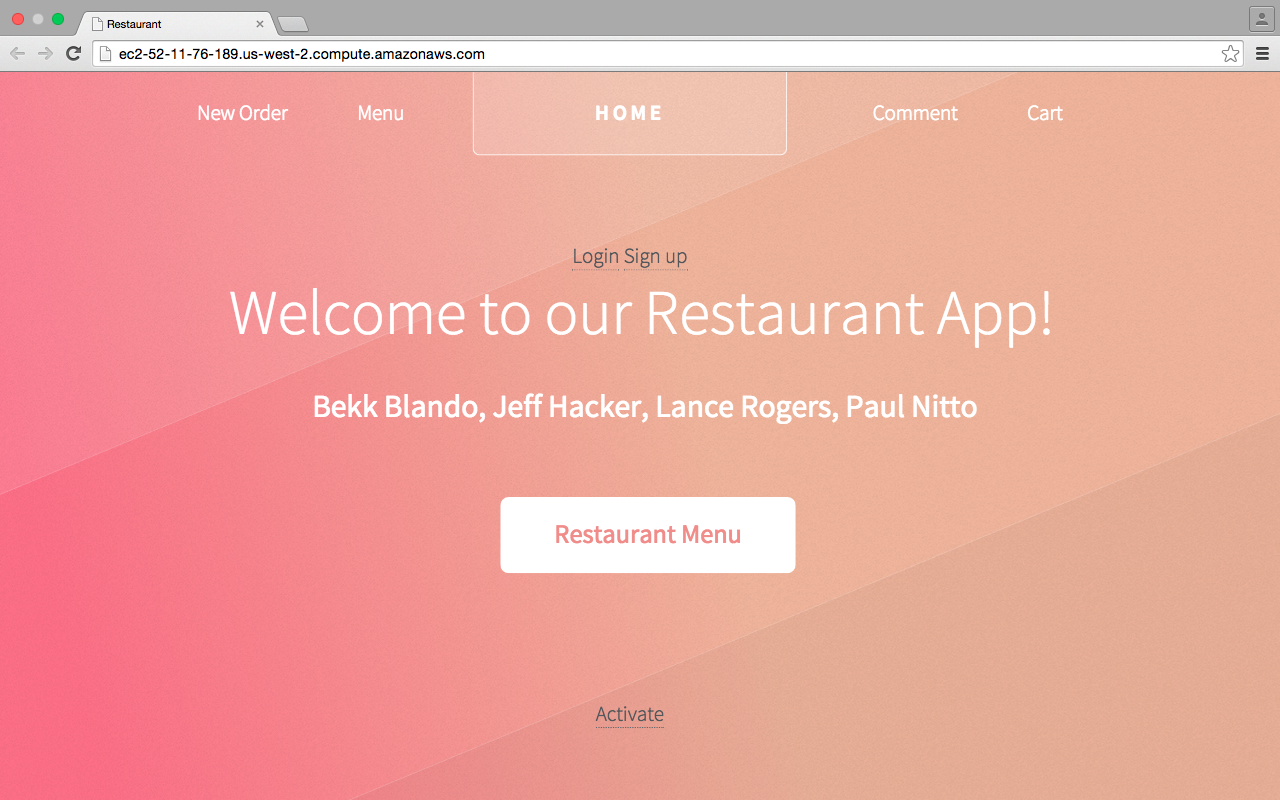 Restaurant
ec2-52-11-76-189.us-west-2.compute.amazonaws.com
New Order Menu HOME Comment Cart
Login Sign up
Welcome to our Restaurant App!
Bekk Blando, Jeff Hacker, Lance Rogers, Paul Nitto
Restaurant Menu
Activate